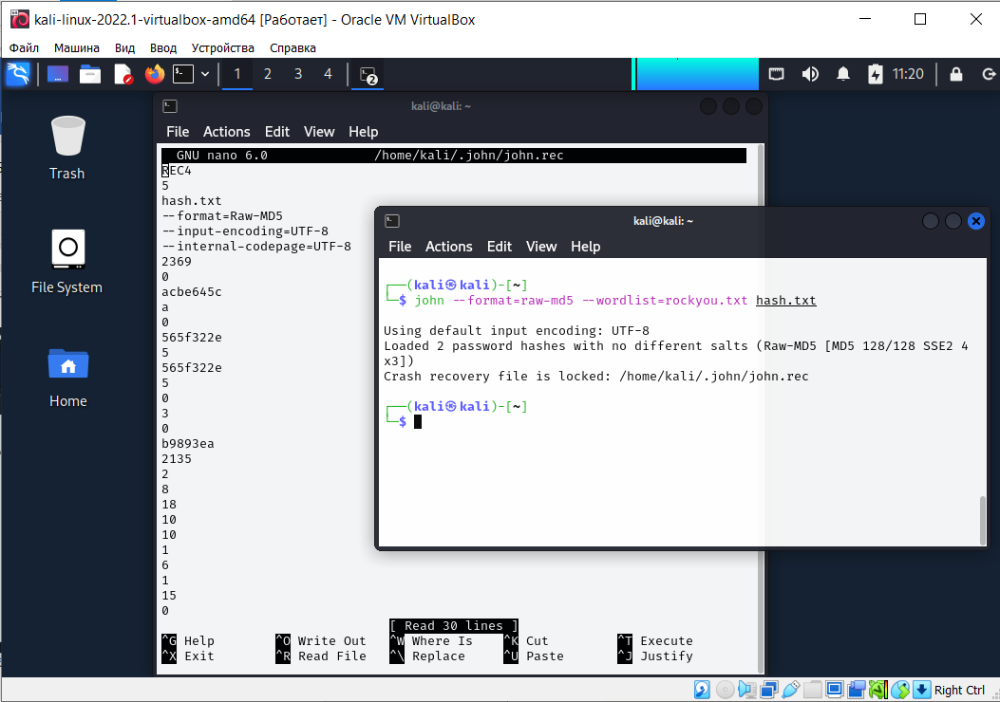 kali-linux-2022.1-virtualbox-amd64 [Работает] - Oracle VM VirtualBox
Файл Машина Вид Ввод Устройства Справка
1 2 3 4 2 11:20
Trash
File System
Home
kali@kali: ~
File Actions Edit View Help
GNU nano 6.0 /home/kali/.john/john.rec
REC4
5
hash.txt
--format=Raw-MD5
--input-encoding=UTF-8
--internal-codepage=UTF-8
2369
0
acbe645c
a
0
565f322e
5
565f322e
5
0
3
0
b9893ea
2135
2
8
18
10
10
1
6
1
15
0
[ Read 30 lines ]
^G Help ^O Write Out ^W Where Is ^K Cut ^T Execute
^X Exit ^R Read File ^\ Replace ^U Paste ^J Justify
kali@kali: ~
File Actions Edit View Help
┌──(kali㉿kali)-[~]
└─$ john --format=raw-md5 --wordlist=rockyou.txt hash.txt
Using default input encoding: UTF-8
Loaded 2 password hashes with no different salts (Raw-MD5 [MD5 128/128 SSE2 4
x3])
Crash recovery file is locked: /home/kali/.john/john.rec
┌──(kali㉿kali)-[~]
└─$
Right Ctrl